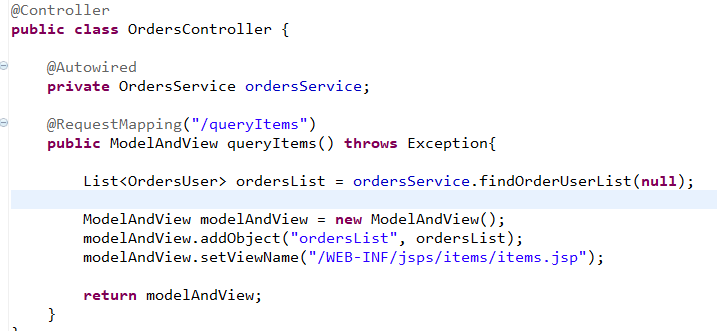 @Controller
public class OrdersController {
@Autowired
private OrdersService ordersService;
@RequestMapping("/queryItems")
public ModelAndView queryItems() throws Exception{
List<OrdersUser> ordersList = ordersService.findOrderUserList(null);
ModelAndView modelAndView = new ModelAndView();
modelAndView.addObject("ordersList", ordersList);
modelAndView.setViewName("/WEB-INF/jsps/items/items.jsp");
return modelAndView;
}
}